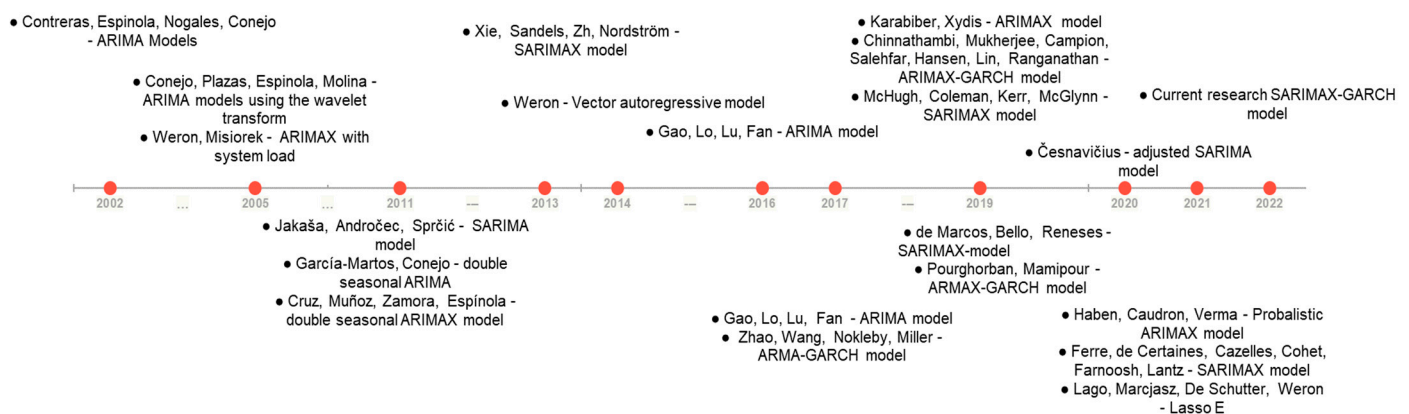 ● Contreras, Espinola, Nogales, Conejo
- ARIMA Models
● Conejo, Plazas, Espinola, Molina -
ARIMA models using the wavelet
transform
● Weron, Misiorek - ARIMAX with
system load
● Xie, Sandels, Zh, Nordström -
SARIMAX model
● Weron - Vector autoregressive model
● Gao, Lo, Lu, Fan - ARIMA model
● Karabiber, Xydis - ARIMAX model
● Chinnathambi, Mukherjee, Campion,
Salehfar, Hansen, Lin, Ranganathan -
ARIMAX-GARCH model
● McHugh, Coleman, Kerr, McGlynn -
SARIMAX model
● Current research SARIMAX-GARCH
model
● Česnavičius - adjusted SARIMA
model
2002 ... 2005 ... 2011 --- 2013 2014 --- 2016 2017 --- 2019 2020 2021 2022
● Jakaša, Andročec, Sprčić - SARIMA
model
● García-Martos, Conejo - double
seasonal ARIMA
● Cruz, Muñoz, Zamora, Espínola -
double seasonal ARIMAX model
● Gao, Lo, Lu, Fan - ARIMA model
● Zhao, Wang, Nokleby, Miller -
ARMA-GARCH model
● de Marcos, Bello, Reneses -
SARIMAX-model
● Pourghorban, Mamipour -
ARMAX-GARCH model
● Haben, Caudron, Verma - Probalistic
ARIMAX model
● Ferre, de Certaines, Cazelles, Cohet,
Farnoosh, Lantz - SARIMAX model
● Lago, Marcjasz, De Schutter, Weron
- Lasso E